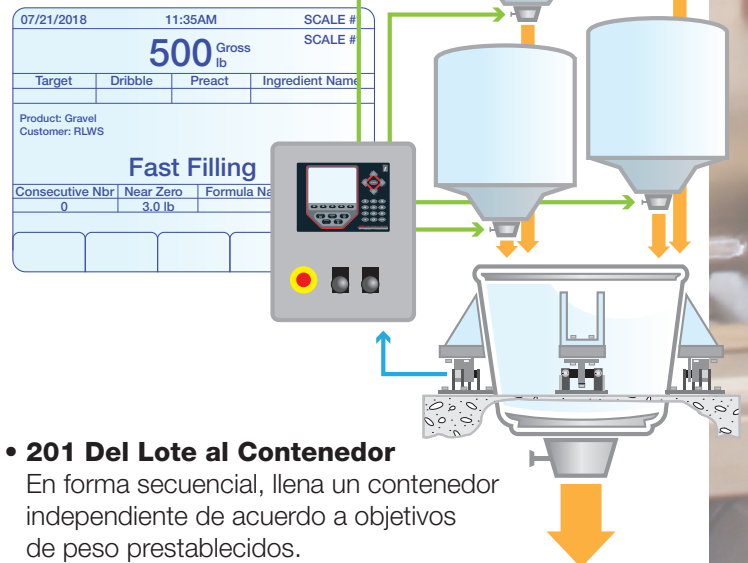 07/21/2018 11:35AM SCALE #
SCALE #
500 Gross lb
Target Dribble Preact Ingredient Name
Product: Gravel
Customer: RLWS
Fast Filling
Consecutive Nbr Near Zero Formula
0 3.0 lb
• 201 Del Lote al Contenedor
En forma secuencial, llena un contenedor
independiente de acuerdo a objetivos
de peso prestablecidos.